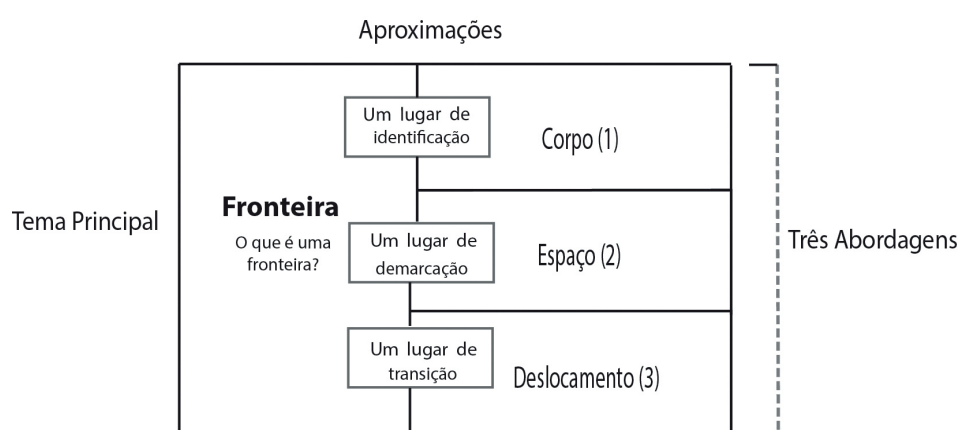 Aproximações
Um lugar de
identificação
Corpo (1)
Tema Principal
Fronteira
O que é uma
fronteira?
Um lugar de
demarcação
Espaço (2)
Três Abordagens
Um lugar de
transição
Deslocamento (3)